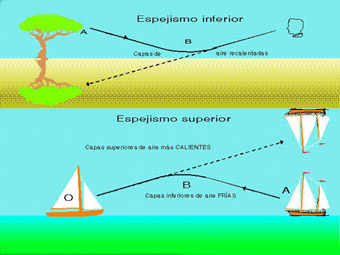 Espejismo inferior
A
B
Capas de aire recalentadas
Espejismo superior
Capas superiores de aire más CALIENTES
O
B
A
Capas inferiores de aire FRÍAS